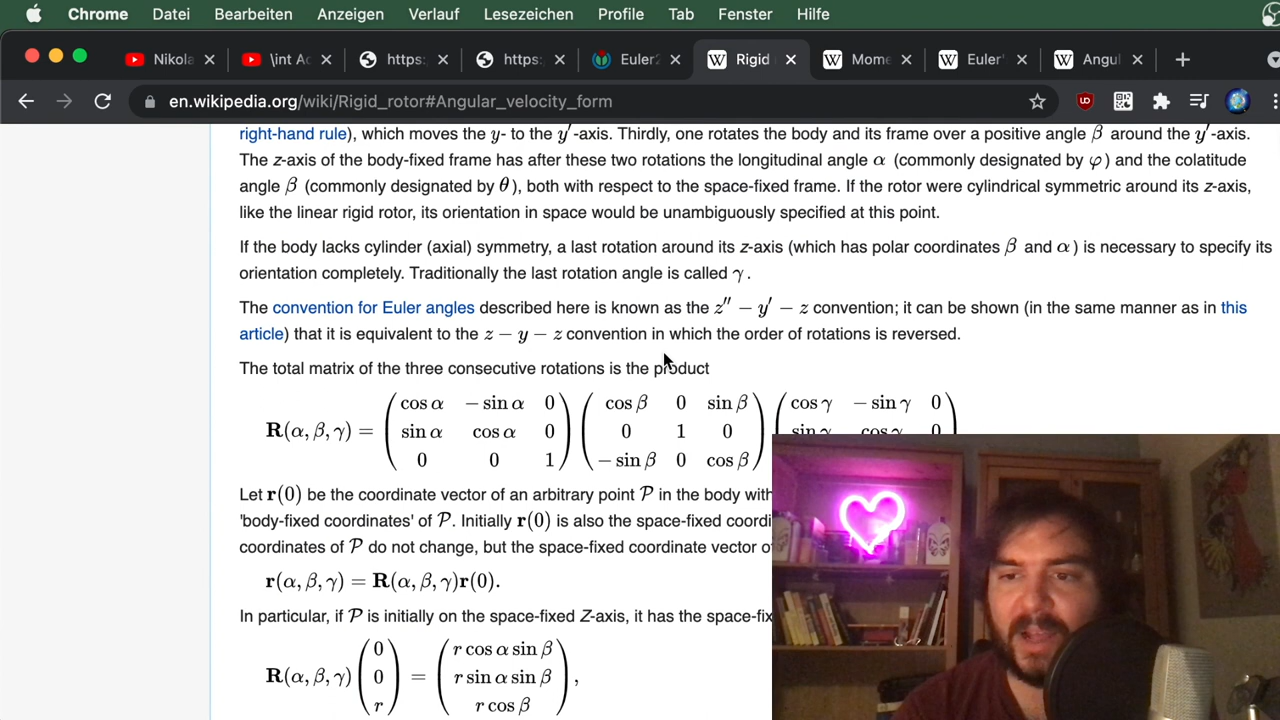 Chrome Datei Bearbeiten Anzeigen Verlauf Lesezeichen Profile Tab Fenster Hilfe
Nikola \int Ac https: https: Euler2 Rigid Mome Euler' Angul
en.wikipedia.org/wiki/Rigid_rotor#Angular_velocity_form
right-hand rule), which moves the y- to the y′-axis. Thirdly, one rotates the body and its frame over a positive angle β around the y′-axis.
The z-axis of the body-fixed frame has after these two rotations the longitudinal angle α (commonly designated by φ) and the colatitude
angle β (commonly designated by θ), both with respect to the space-fixed frame. If the rotor were cylindrical symmetric around its z-axis,
like the linear rigid rotor, its orientation in space would be unambiguously specified at this point.
If the body lacks cylinder (axial) symmetry, a last rotation around its z-axis (which has polar coordinates β and α) is necessary to specify its
orientation completely. Traditionally the last rotation angle is called γ.
The convention for Euler angles described here is known as the z″ − y′ − z convention; it can be shown (in the same manner as in this
article) that it is equivalent to the z − y − z convention in which the order of rotations is reversed.
The total matrix of the three consecutive rotations is the product
cos α − sin α 0 cos β 0 sin β cos γ − sin γ 0
R(α, β, γ) = sin α cos α 0 0 1 0 sin γ cos γ 0
0 0 1 − sin β 0 cos β
Let r(0) be the coordinate vector of an arbitrary point P in the body with
'body-fixed coordinates' of P. Initially r(0) is also the space-fixed coordi
coordinates of P do not change, but the space-fixed coordinate vector o
r(α, β, γ) = R(α, β, γ)r(0).
In particular, if P is initially on the space-fixed Z-axis, it has the space-fix
0 r cos α sin β
R(α, β, γ) 0 = r sin α sin β ,
r r cos β